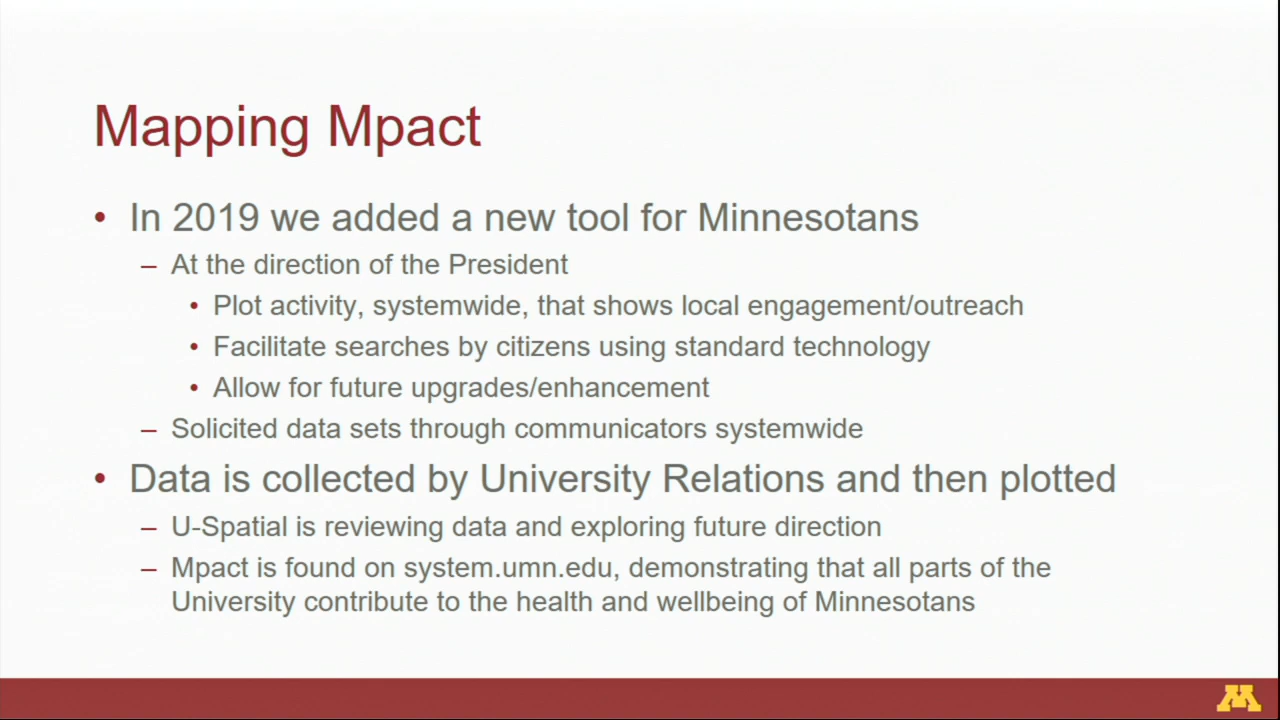 Mapping Mpact
• In 2019 we added a new tool for Minnesotans
– At the direction of the President
• Plot activity, systemwide, that shows local engagement/outreach
• Facilitate searches by citizens using standard technology
• Allow for future upgrades/enhancement
– Solicited data sets through communicators systemwide
• Data is collected by University Relations and then plotted
– U-Spatial is reviewing data and exploring future direction
– Mpact is found on system.umn.edu, demonstrating that all parts of the
University contribute to the health and wellbeing of Minnesotans
M